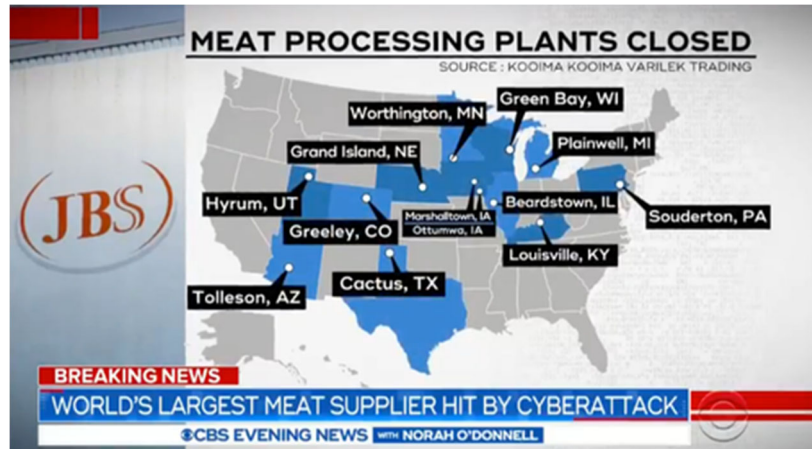 MEAT PROCESSING PLANTS CLOSED
SOURCE : KOOIMA KOOIMA VARILEK TRADING
Green Bay, WI
Worthington, MN
Plainwell, MI
Grand Island, NE
Hyrum, UT
Beardstown, IL
Marshalltown, IA
Ottumwa, IA
Souderton, PA
Greeley, CO
Louisville, KY
Cactus, TX
Tolleson, AZ
JBS
BREAKING NEWS
WORLD'S LARGEST MEAT SUPPLIER HIT BY CYBERATTACK
CBS EVENING NEWS WITH NORAH O'DONNELL